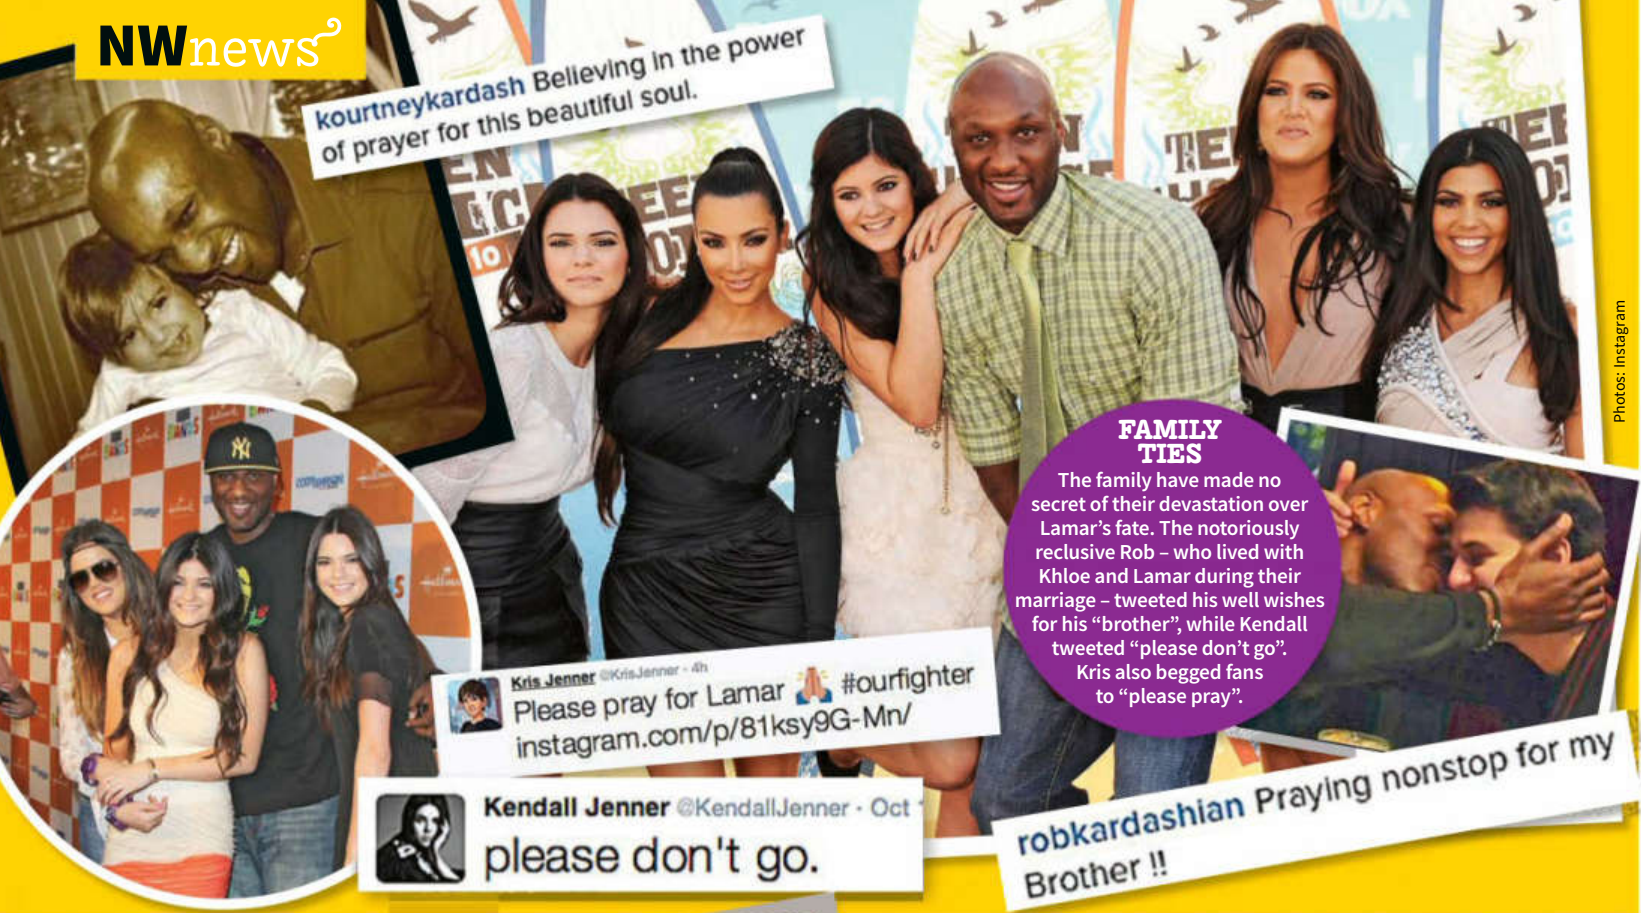 NWnews
kourtneykardash Believing in the power
of prayer for this beautiful soul.
FAMILY
TIES
The family have made no
secret of their devastation over
Lamar's fate. The notoriously
reclusive Rob – who lived with
Khloe and Lamar during their
marriage – tweeted his well wishes
for his “brother”, while Kendall
tweeted “please don't go”.
Kris also begged fans
to “please pray”.
Photos: Instagram
Kris Jenner @KrisJenner - 4h
Please pray for Lamar 🙏 #ourfighter
instagram.com/p/81ksy9G-Mn/
Kendall Jenner @KendallJenner · Oct
please don't go.
robkardashian Praying nonstop for my
Brother !!